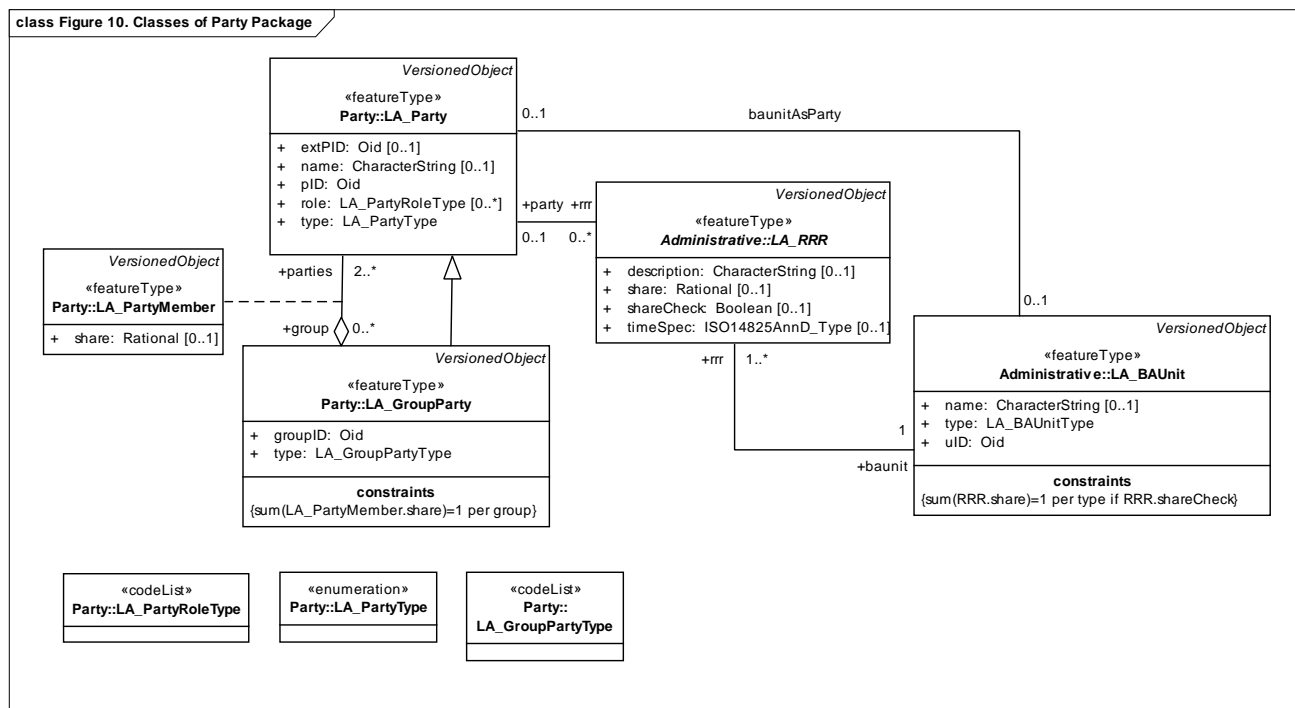 class Figure 10. Classes of Party Package
VersionedObject
«featureType»
Party::LA_Party
+ extPID: Oid [0..1]
+ name: CharacterString [0..1]
+ pID: Oid
+ role: LA_PartyRoleType [0..*]
+ type: LA_PartyType
0..1
baunitAsParty
0..1
+party
+rrr
0..1
0..*
VersionedObject
«featureType»
Administrative::LA_RRR
+ description: CharacterString [0..1]
+ share: Rational [0..1]
+ shareCheck: Boolean [0..1]
+ timeSpec: ISO14825AnnD_Type [0..1]
VersionedObject
«featureType»
Party::LA_PartyMember
+ share: Rational [0..1]
+parties
2..*
+group
0..*
VersionedObject
«featureType»
Party::LA_GroupParty
+ groupID: Oid
+ type: LA_GroupPartyType
constraints
{sum(LA_PartyMember.share)=1 per group}
+rrr
1..*
1
+baunit
VersionedObject
«featureType»
Administrative::LA_BAUnit
+ name: CharacterString [0..1]
+ type: LA_BAUnitType
+ uID: Oid
constraints
{sum(RRR.share)=1 per type if RRR.shareCheck}
«codeList»
Party::LA_PartyRoleType
«enumeration»
Party::LA_PartyType
«codeList»
Party::
LA_GroupPartyType